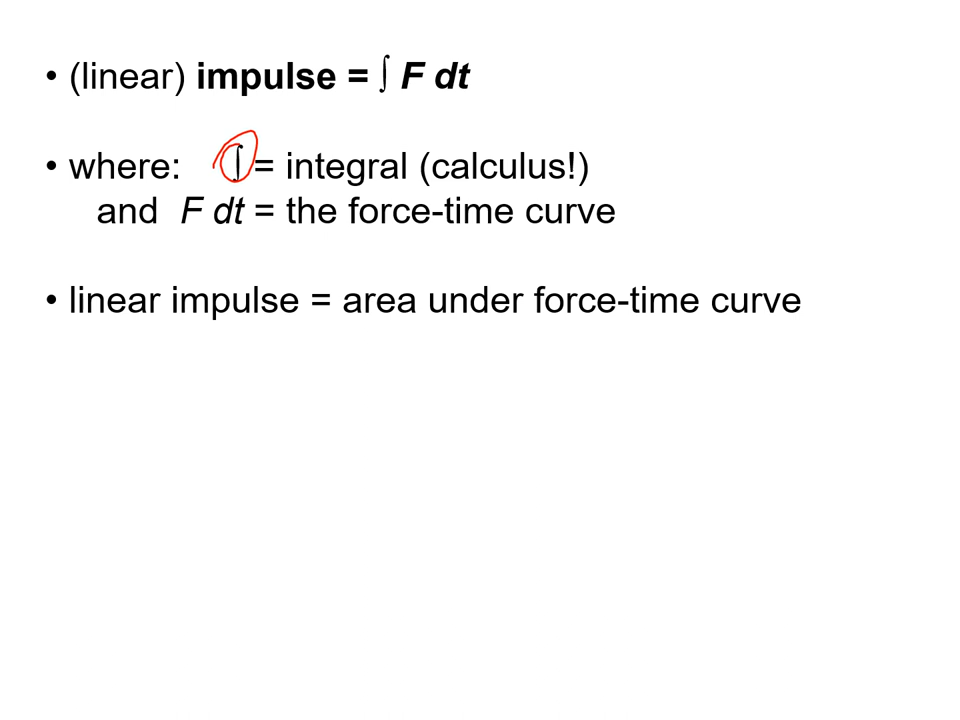 • (linear) impulse = ∫ F dt
• where: ∫ = integral (calculus!)
and F dt = the force-time curve
• linear impulse = area under force-time curve